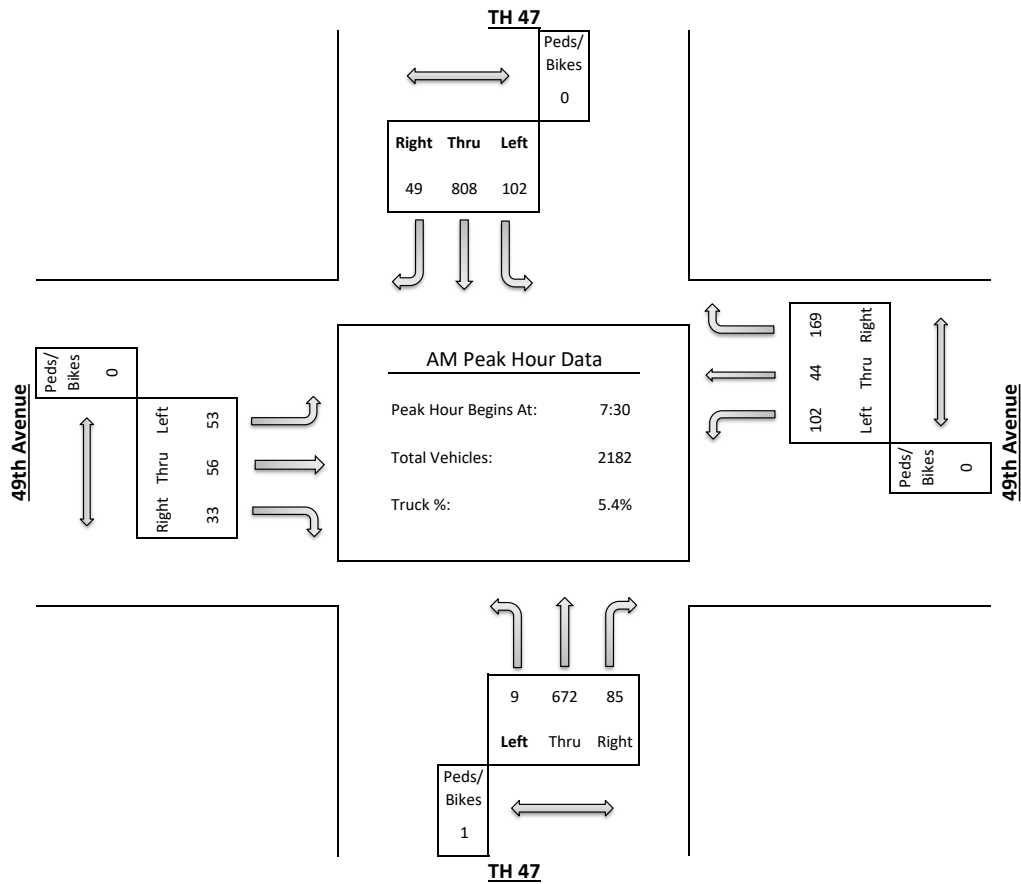 TH 47
Peds/
Bikes
0
Right Thru Left
49 808 102
169 Right
44 Thru
102 Left
Peds/
Bikes
0
49th Avenue
AM Peak Hour Data
Peak Hour Begins At: 7:30
Total Vehicles: 2182
Truck %: 5.4%
49th Avenue
Peds/
Bikes
0
Left 53
Thru 56
Right 33
9 672 85
Left Thru Right
Peds/
Bikes
1
TH 47